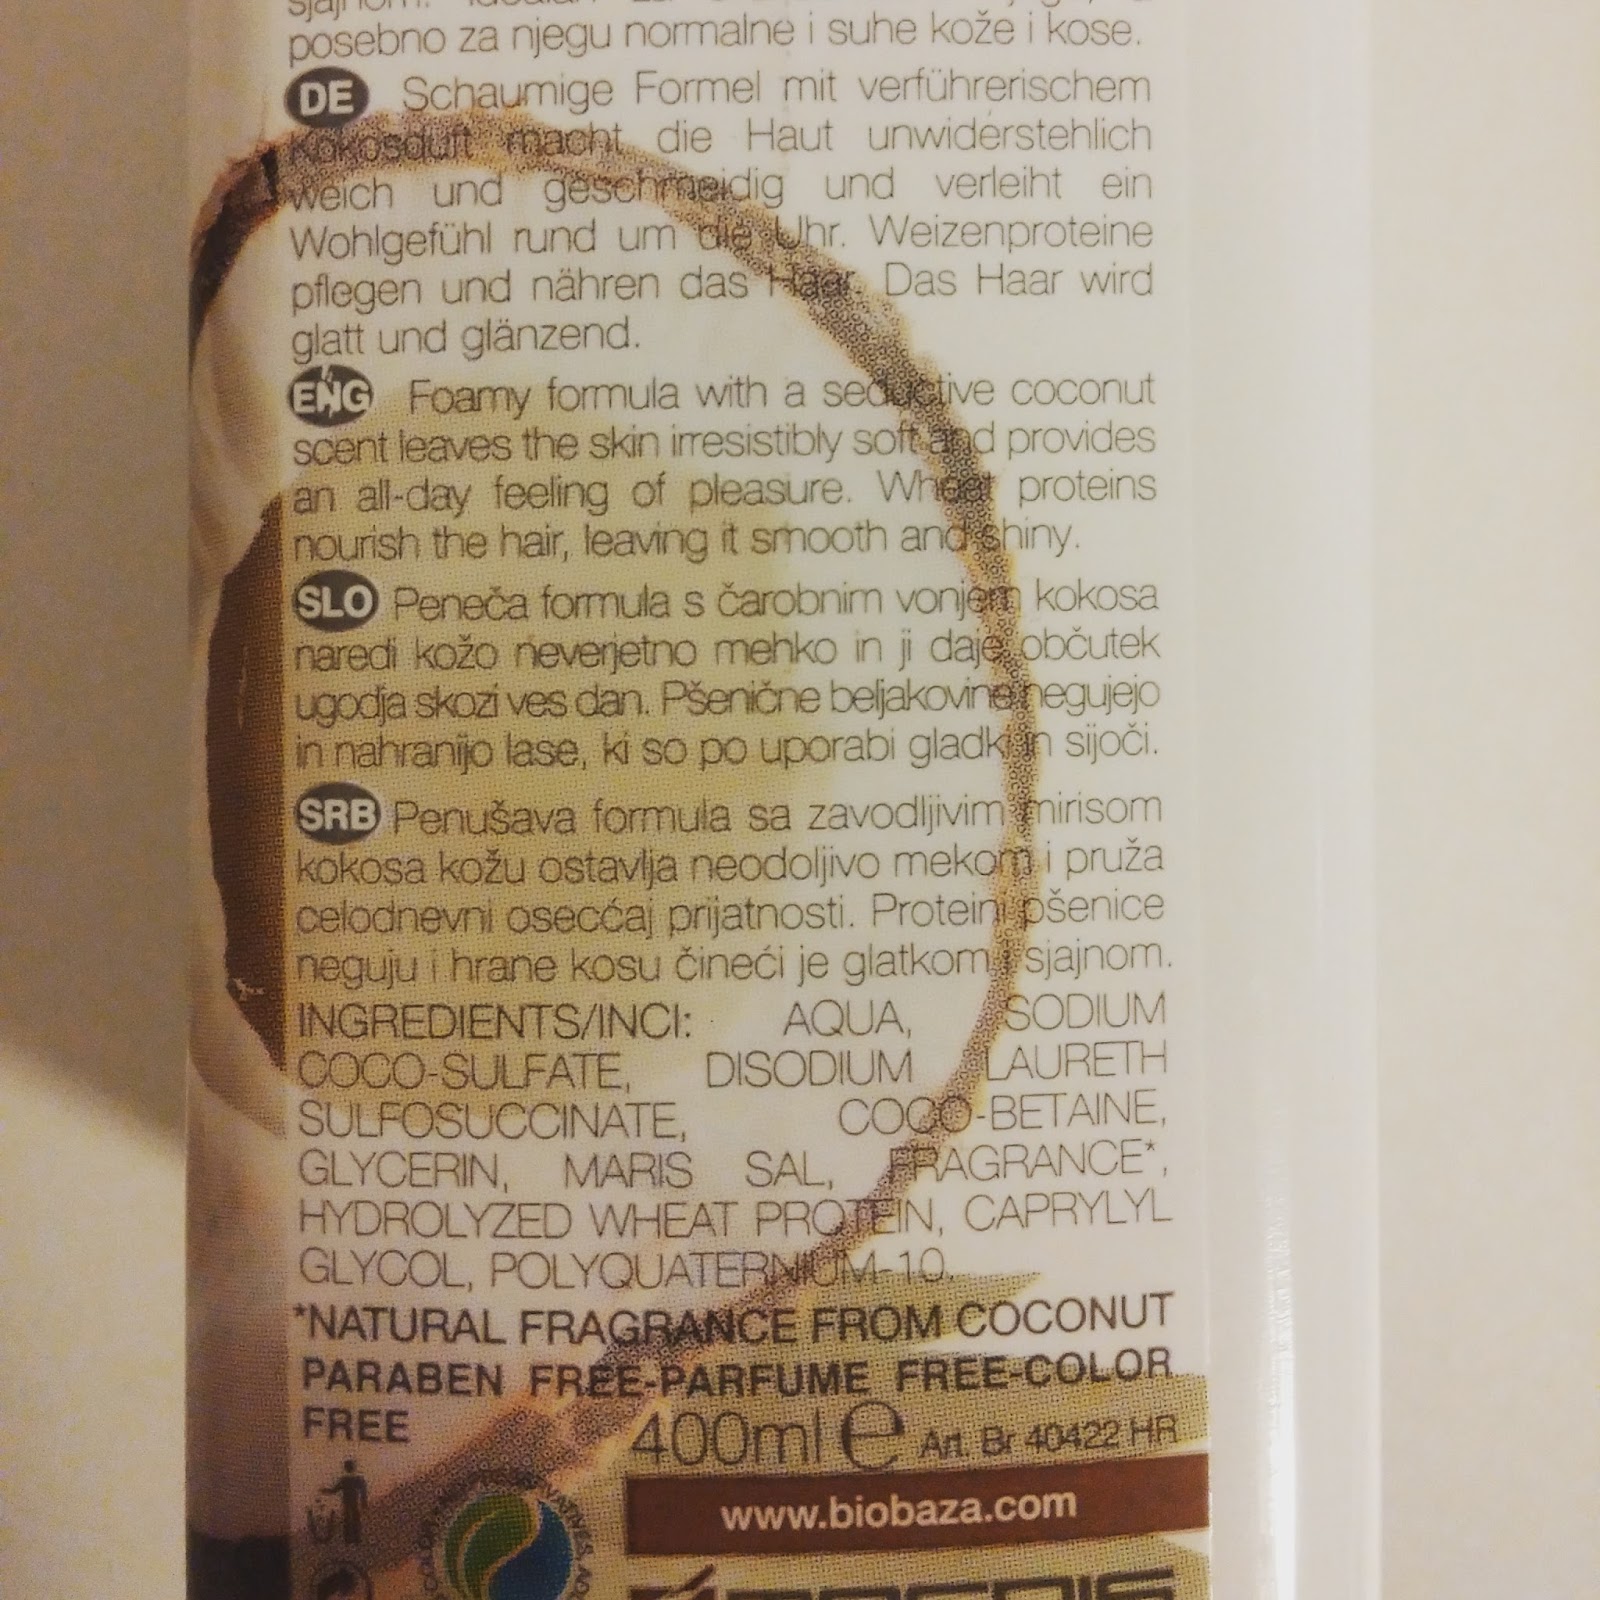 posebno za njegu normalne i suhe kože i kose.
DE Schaumige Formel mit verführerischem
Kokosduft macht die Haut unwiderstehlich
weich und geschmeidig und verleiht ein
Wohlgefühl rund um die Uhr. Weizenproteine
pflegen und nähren das Haar. Das Haar wird
glatt und glänzend.
ENG Foamy formula with a seductive coconut
scent leaves the skin irresistibly soft and provides
an all-day feeling of pleasure. Wheat proteins
nourish the hair, leaving it smooth and shiny.
SLO Peneča formula s čarobnim vonjem kokosa
naredi kožo neverjetno mehko in ji daje občutek
ugodja skozi ves dan. Pšenične beljakovine negujejo
in nahranijo lase, ki so po uporabi gladki in sijoči.
SRB Penušava formula sa zavodljivim mirisom
kokosa kožu ostavlja neodoljivo mekom i pruža
celodnevni osecćaj prijatnosti. Proteini pšenice
neguju i hrane kosu čineći je glatkom i sjajnom.
INGREDIENTS/INCI: AQUA, SODIUM
COCO-SULFATE, DISODIUM LAURETH
SULFOSUCCINATE, COCO-BETAINE,
GLYCERIN, MARIS SAL, FRAGRANCE*,
HYDROLYZED WHEAT PROTEIN, CAPRYLYL
GLYCOL, POLYQUATERNIUM-10.
*NATURAL FRAGRANCE FROM COCONUT
PARABEN FREE-PARFUME FREE-COLOR
FREE
400ml e Art. Br 40422 HR
www.biobaza.com